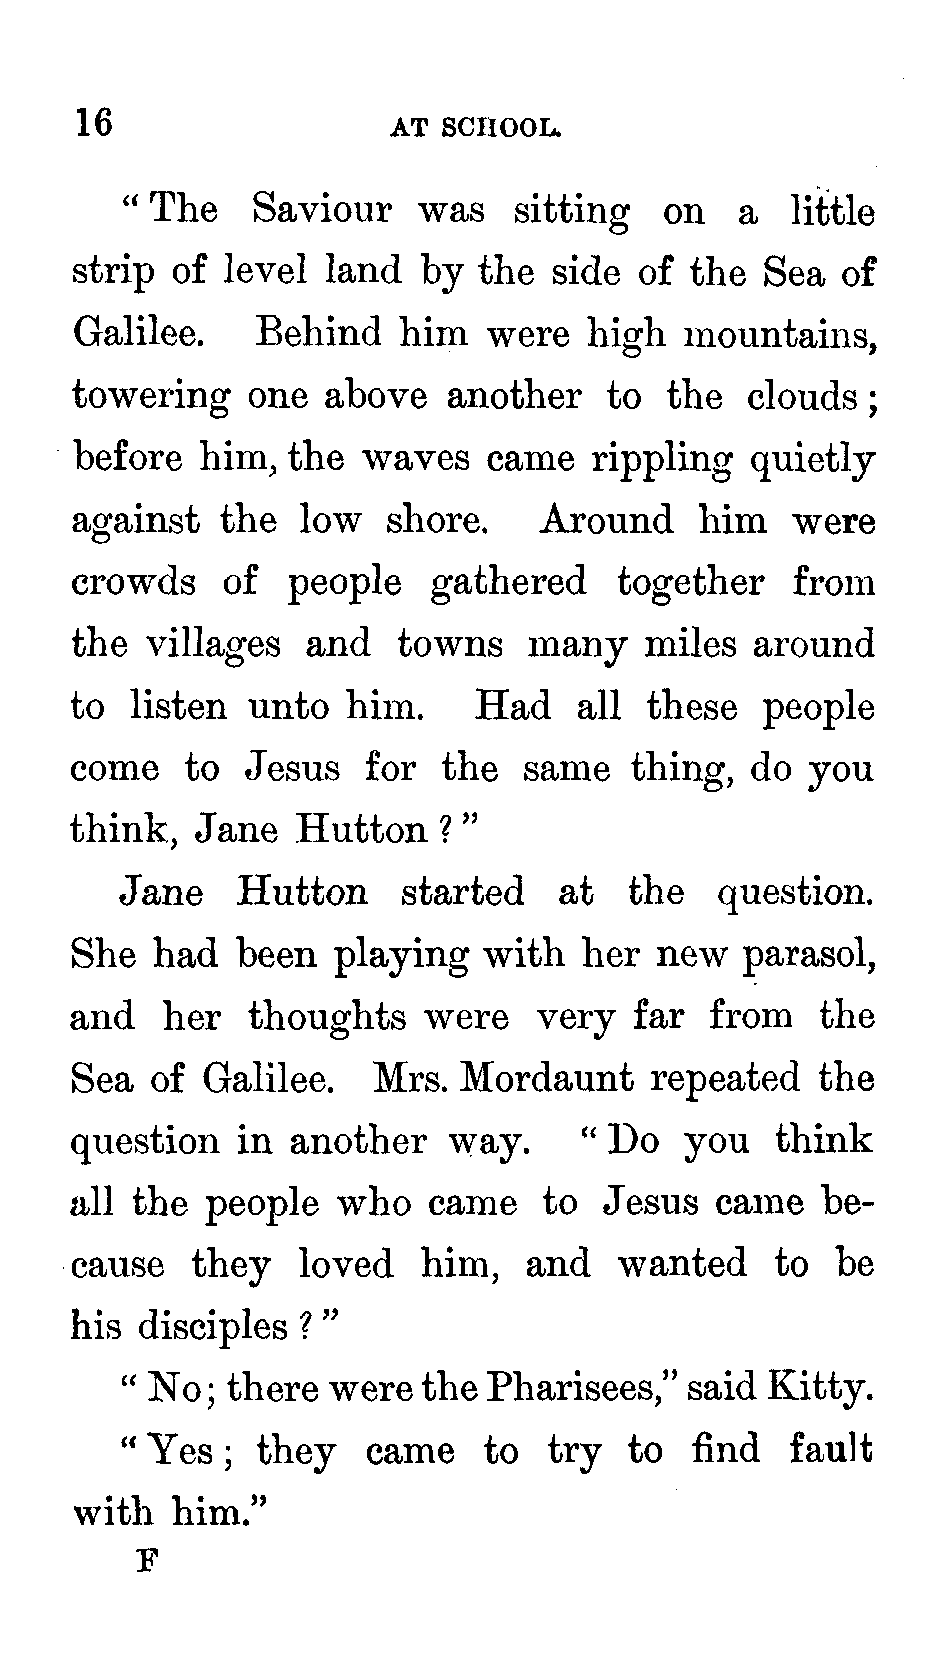 16 AT SCHOOL.
“ The Saviour was sitting on a little
strip of level land by the side of the Sea of
Galilee. Behind him were high mountains,
towering one above another to the clouds ;
before him, the waves came rippling quietly
against the low shore. Around him were
crowds of people gathered together from
the villages and towns many miles around
to listen unto him. Had all these people
come to Jesus for the same thing, do you
think, Jane Hutton ? ”
Jane Hutton started at the question.
She had been playing with her new parasol,
and her thoughts were very far from the
Sea of Galilee. Mrs. Mordaunt repeated the
question in another way. “ Do you think
all the people who came to Jesus came be-
cause they loved him, and wanted to be
his disciples ? ”
“ No ; there were the Pharisees,” said Kitty.
“ Yes ; they came to try to find fault
with him.”
F